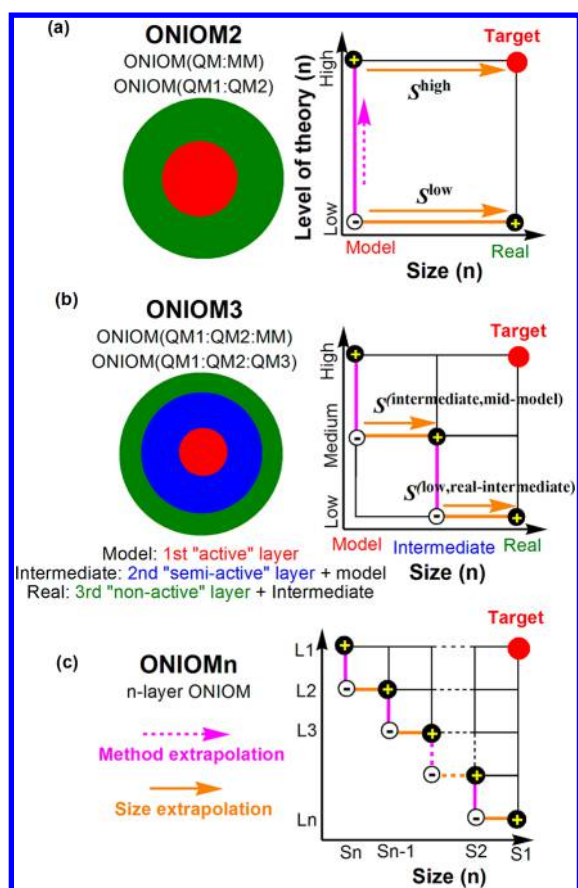 (a)
ONIOM2
ONIOM(QM:MM)
ONIOM(QM1:QM2)
Level of theory (n)
High
Low
Target
S^high
S^low
+
-
+
Model
Real
Size (n)
(b)
ONIOM3
ONIOM(QM1:QM2:MM)
ONIOM(QM1:QM2:QM3)
High
Medium
Low
Target
+
S^(intermediate,mid-model)
-
+
S^(low,real-intermediate)
-
+
Model
Intermediate
Real
Size (n)
Model: 1st "active" layer
Intermediate: 2nd "semi-active" layer + model
Real: 3rd "non-active" layer + Intermediate
(c)
ONIOMn
n-layer ONIOM
Method extrapolation
Size extrapolation
Target
L1
+
L2
-
+
L3
-
+
-
+
Ln
-
+
Sn
Sn-1
S2
S1
Size (n)